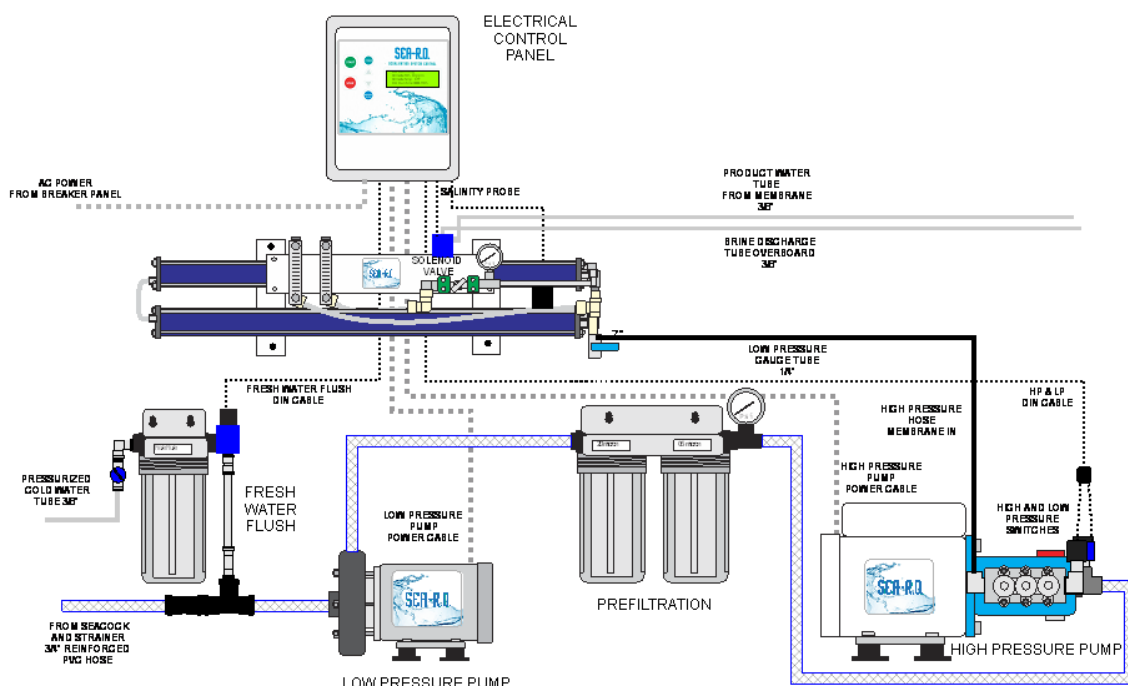 ELECTRICAL
CONTROL
PANEL
SEA-R.O.
AC POWER
FROM BREAKER PANEL
SALINITY PROBE
PRODUCT WATER
TUBE
FROM MEMBRANE
3/8"
BRINE DISCHARGE
TUBE OVERBOARD
3/8"
SOLENOID
VALVE
SEA-R.O.
LOW PRESSURE
GAUGE TUBE
1/4"
FRESH WATER FLUSH
DIN CABLE
HP & LP
DIN CABLE
HIGH PRESSURE
HOSE
MEMBRANE IN
PRESSURIZED
COLD WATER
TUBE 3/8"
FRESH
WATER
FLUSH
HIGH PRESSURE
PUMP
POWER CABLE
LOW PRESSURE
PUMP
POWER CABLE
HIGH AND LOW
PRESSURE
SWITCHES
SEA-R.O.
SEA-R.O.
PREFILTRATION
FROM SEACOCK
AND STRAINER
3/4" REINFORCED
PVC HOSE
HIGH PRESSURE PUMP
LOW PRESSURE PUMP